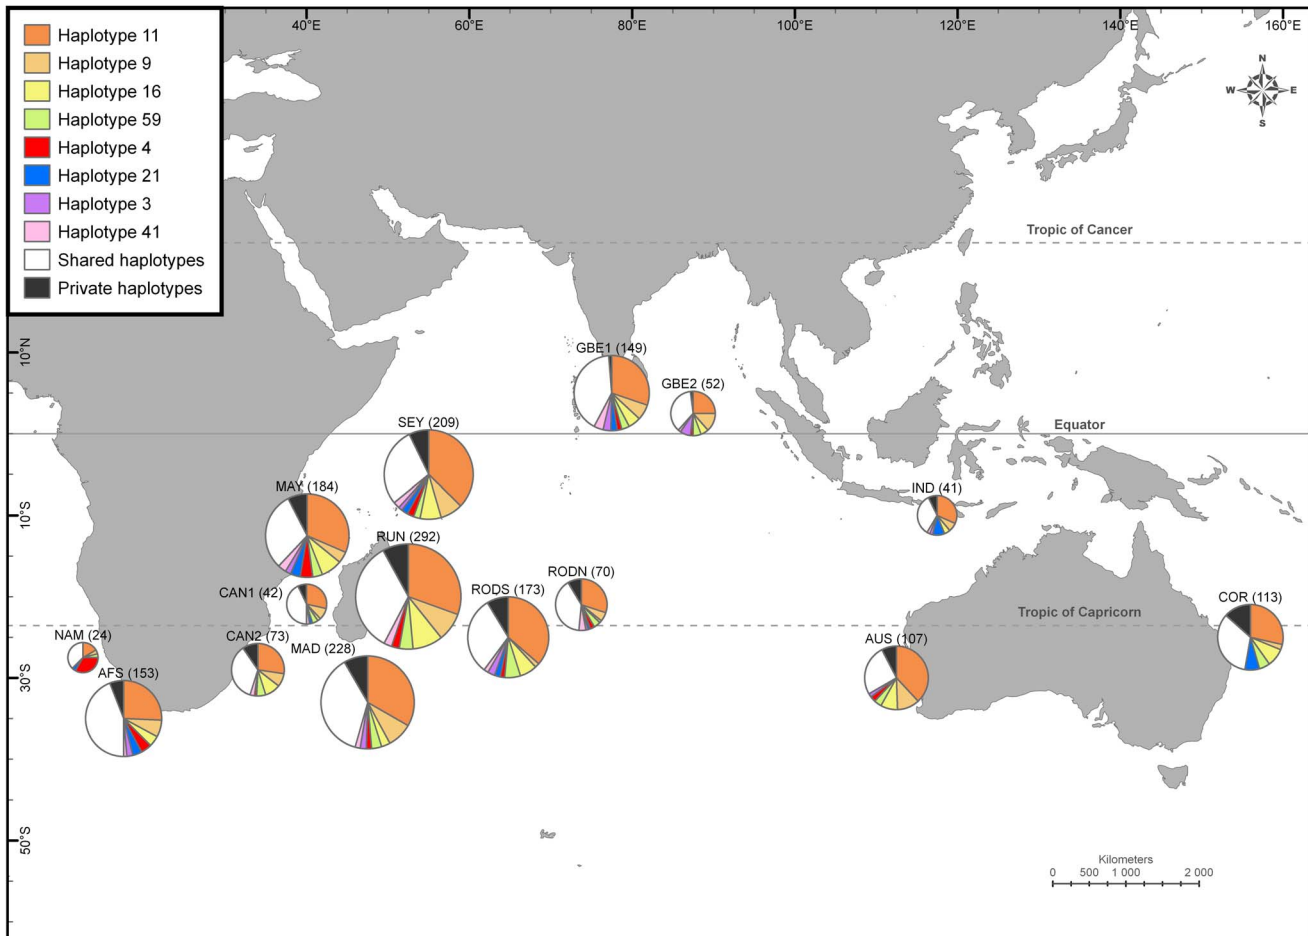 40°E
60°E
80°E
100°E
120°E
140°E
160°E
Haplotype 11
Haplotype 9
Haplotype 16
Haplotype 59
Haplotype 4
Haplotype 21
Haplotype 3
Haplotype 41
Shared haplotypes
Private haplotypes
N
W
E
S
Tropic of Cancer
10°N
GBE1 (149)
GBE2 (52)
SEY (209)
Equator
MAY (184)
IND (41)
10°S
RUN (292)
RODN (70)
CAN1 (42)
RODS (173)
COR (113)
Tropic of Capricorn
NAM (24)
CAN2 (73)
MAD (228)
AUS (107)
AFS (153)
30°S
50°S
Kilometers
0 500 1 000 2 000